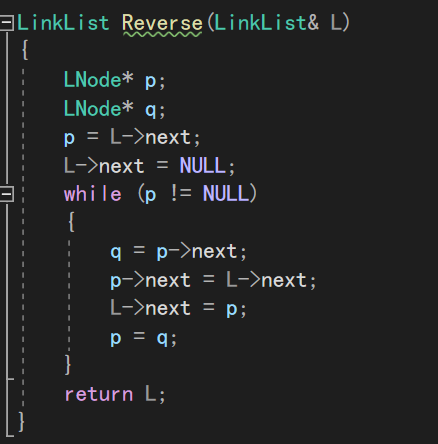 LinkList Reverse(LinkList& L)
{
LNode* p;
LNode* q;
p = L->next;
L->next = NULL;
while (p != NULL)
{
q = p->next;
p->next = L->next;
L->next = p;
p = q;
}
return L;
}